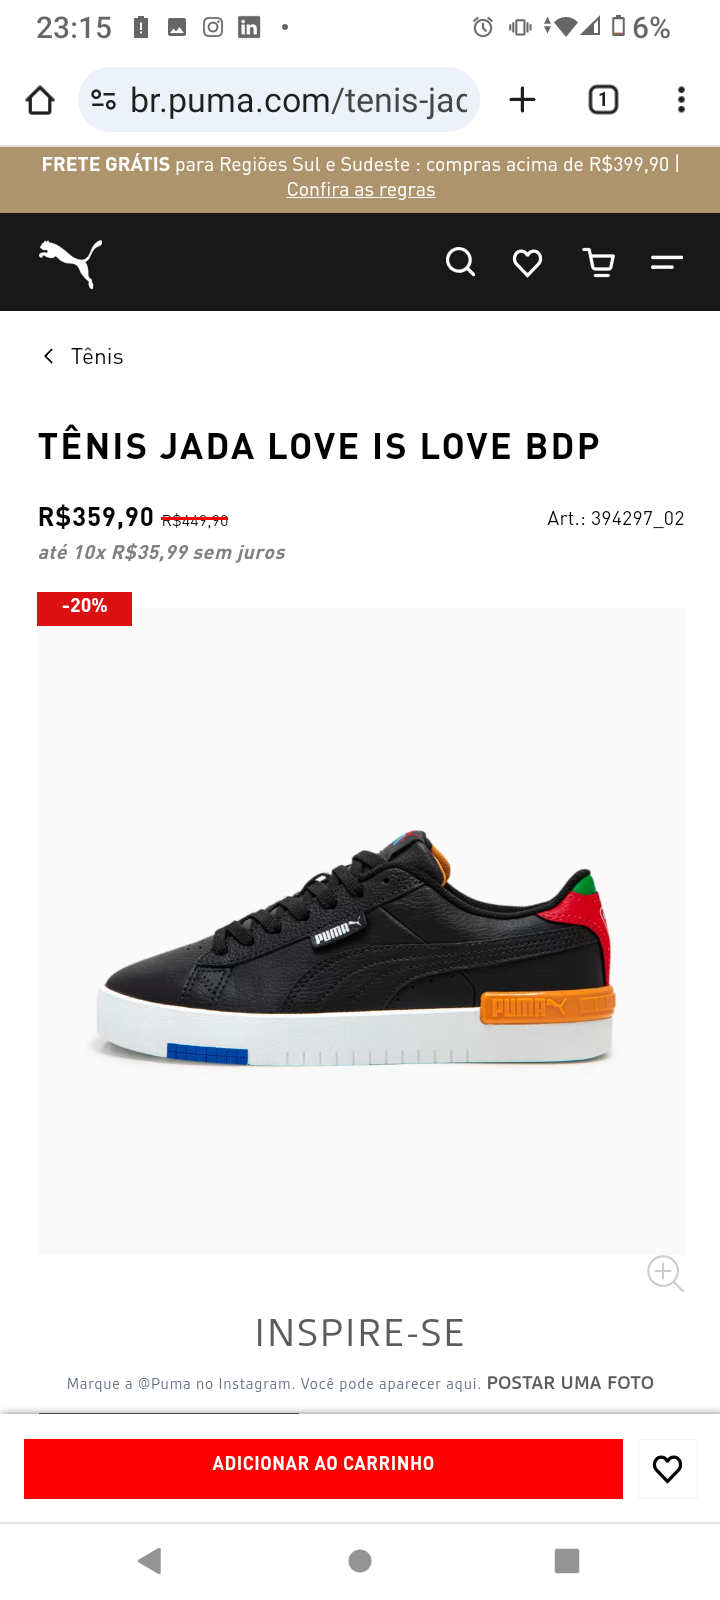 23:15
6%
br.puma.com/tenis-jad
1
FRETE GRÁTIS para Regiões Sul e Sudeste : compras acima de R$399,90 |
Confira as regras
Tênis
TÊNIS JADA LOVE IS LOVE BDP
R$359,90 R$449,90 Art.: 394297_02
até 10x R$35,99 sem juros
-20%
PUMA
PUMA
INSPIRE-SE
Marque a @Puma no Instagram. Você pode aparecer aqui. POSTAR UMA FOTO
ADICIONAR AO CARRINHO